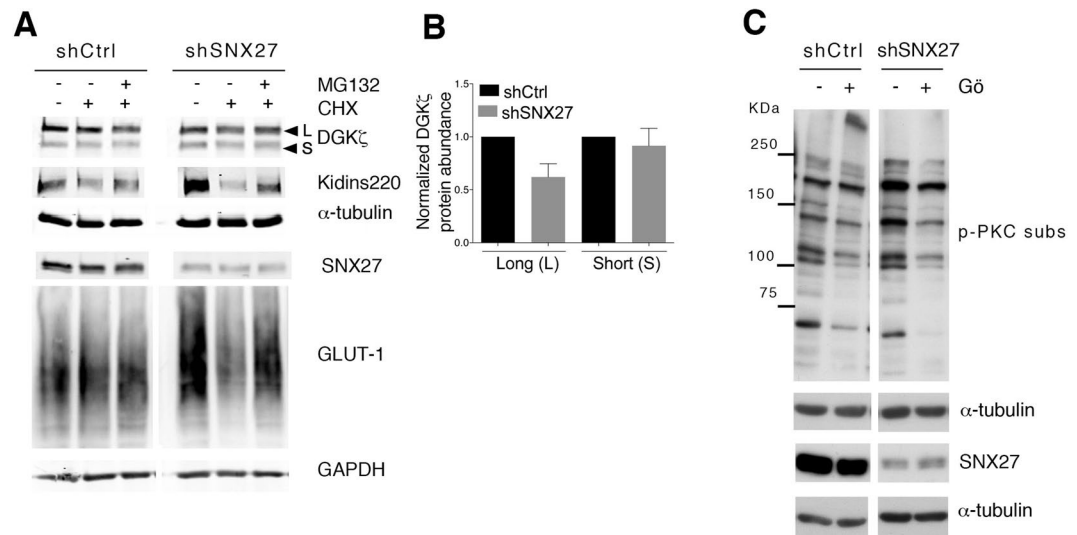 A
shCtrl shSNX27
- - + - - + MG132
- + + - + + CHX
L
DGKζ
S
Kidins220
α-tubulin
SNX27
GLUT-1
GAPDH
B
Normalized DGKζ
protein abundance
1.5
1.0
0.5
0.0
shCtrl
shSNX27
Long (L) Short (S)
C
shCtrl shSNX27
- + - + Gö
KDa
250
150
100
75
p-PKC subs
α-tubulin
SNX27
α-tubulin